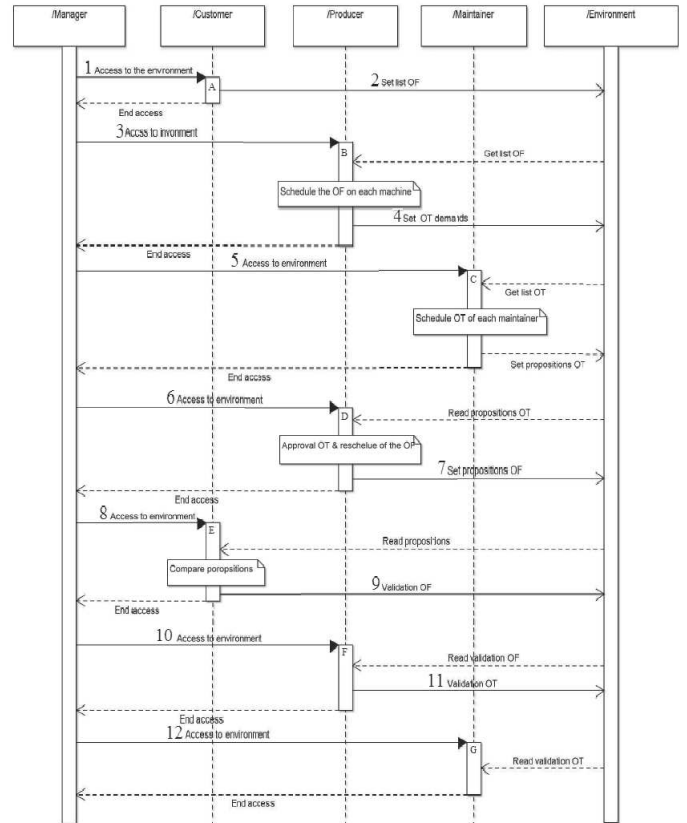 /Manager
/Customer
/Producer
/Maintainer
/Environment
1 Access to the environment
A
2 Set list OF
End access
3 Accss to invonment
B
Get list OF
Schedule the OF on each machine
4 Set OT demands
End access
5 Access to environment
C
Get list OT
Schedule OT of each maintainer
Set propositions OT
End access
6 Access to environment
D
Read propositions OT
Approval OT & reschelue of the OF
7 Set propositions OF
End access
8 Access to environment
E
Read propositions
Compare poropsitions
9 Validation OF
End access
10 Access to environment
F
Read validation OF
11 Validation OT
End access
12 Access to environment
G
Read validation OT
End access